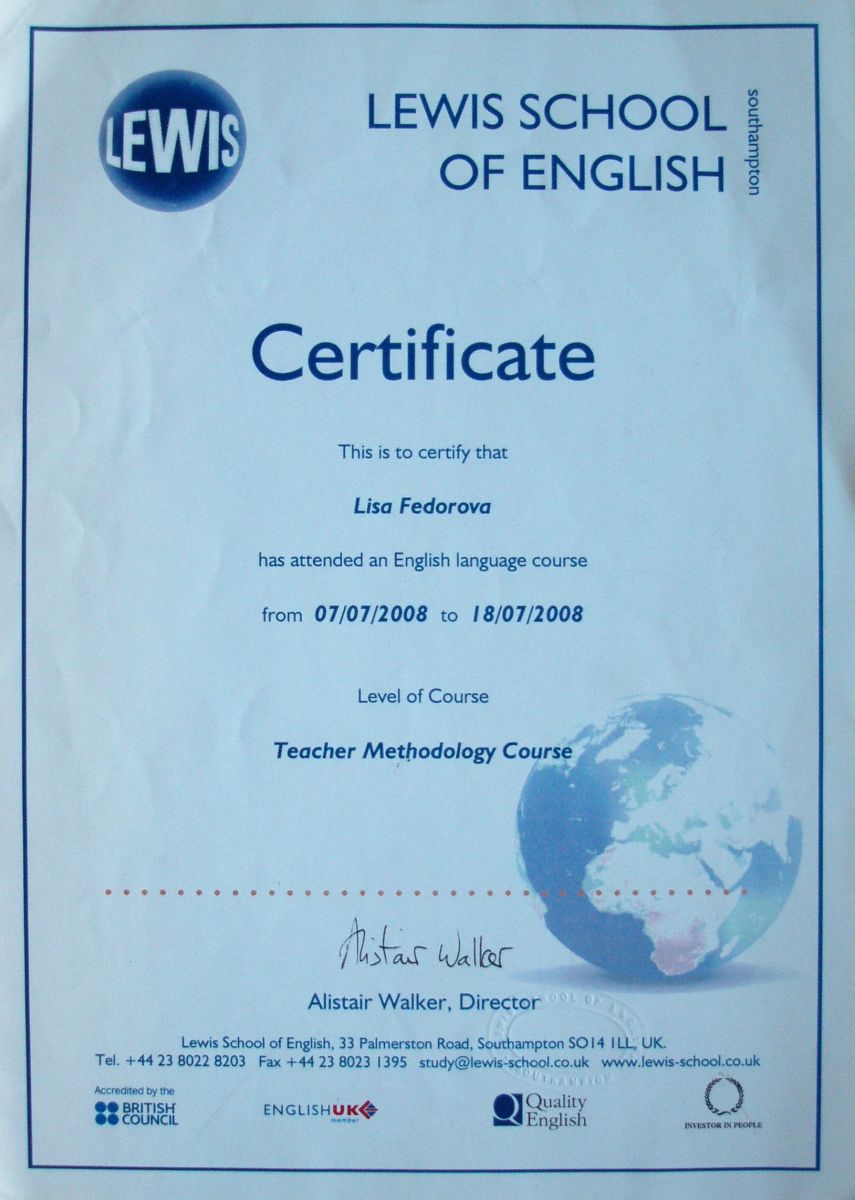 LEWIS
LEWIS SCHOOL
OF ENGLISH
southampton
Certificate
This is to certify that
Lisa Fedorova
has attended an English language course
from 07/07/2008 to 18/07/2008
Level of Course
Teacher Methodology Course
Alistair Walker
Alistair Walker, Director
Lewis School of English, 33 Palmerston Road, Southampton SO14 1LL, UK.
Tel. +44 23 8022 8203 Fax +44 23 8023 1395 study@lewis-school.co.uk www.lewis-school.co.uk
Accredited by the
BRITISH
COUNCIL
ENGLISHUK
member
Quality
English
INVESTOR IN PEOPLE